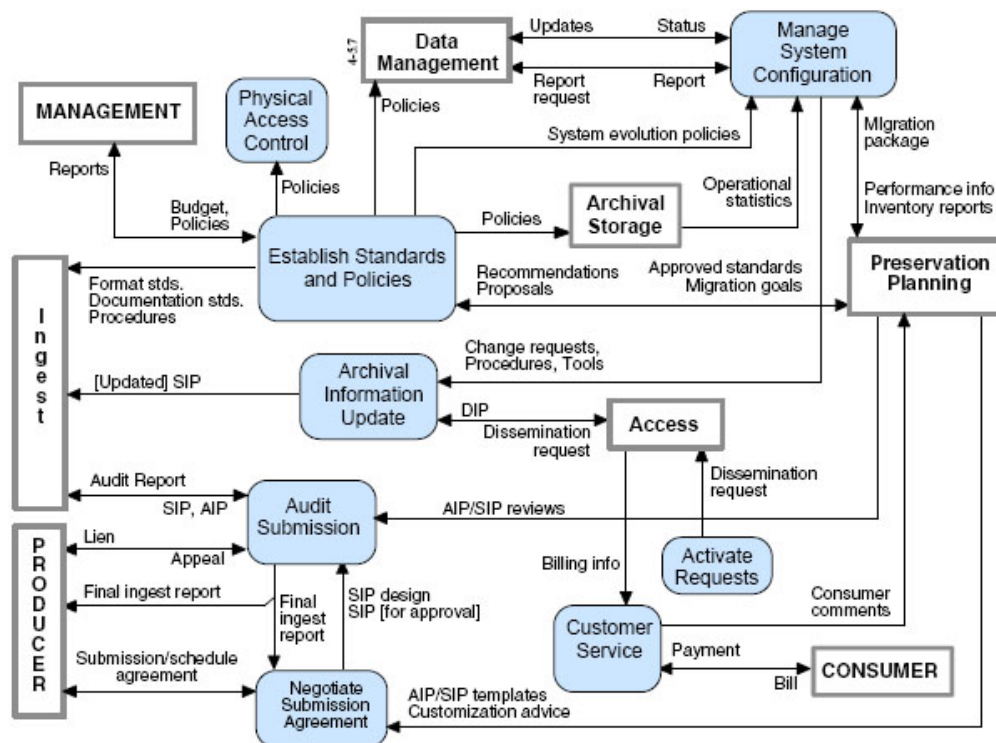 4-5.7
Data
Management
Updates
Status
Report
request
Report
Manage
System
Configuration
MANAGEMENT
Physical
Access
Control
Policies
System evolution policies
MIgration
package
Reports
Policies
Budget,
Policies
Operational
statistics
Performance info
Inventory reports
Establish Standards
and Policies
Policies
Archival
Storage
Ingest
Format stds.
Documentation stds.
Procedures
Recommendations
Proposals
Approved standards
Migration goals
Preservation
Planning
Change requests,
Procedures, Tools
[Updated] SIP
Archival
Information
Update
DIP
Dissemination
request
Access
Dissemination
request
Audit Report
SIP, AIP
Audit
Submission
AIP/SIP reviews
PRODUCER
Lien
Appeal
Final ingest report
Final
ingest
report
SIP design
SIP [for approval]
Billing info
Activate
Requests
Consumer
comments
Customer
Service
Payment
Bill
CONSUMER
Submission/schedule
agreement
Negotiate
Submission
Agreement
AIP/SIP templates
Customization advice